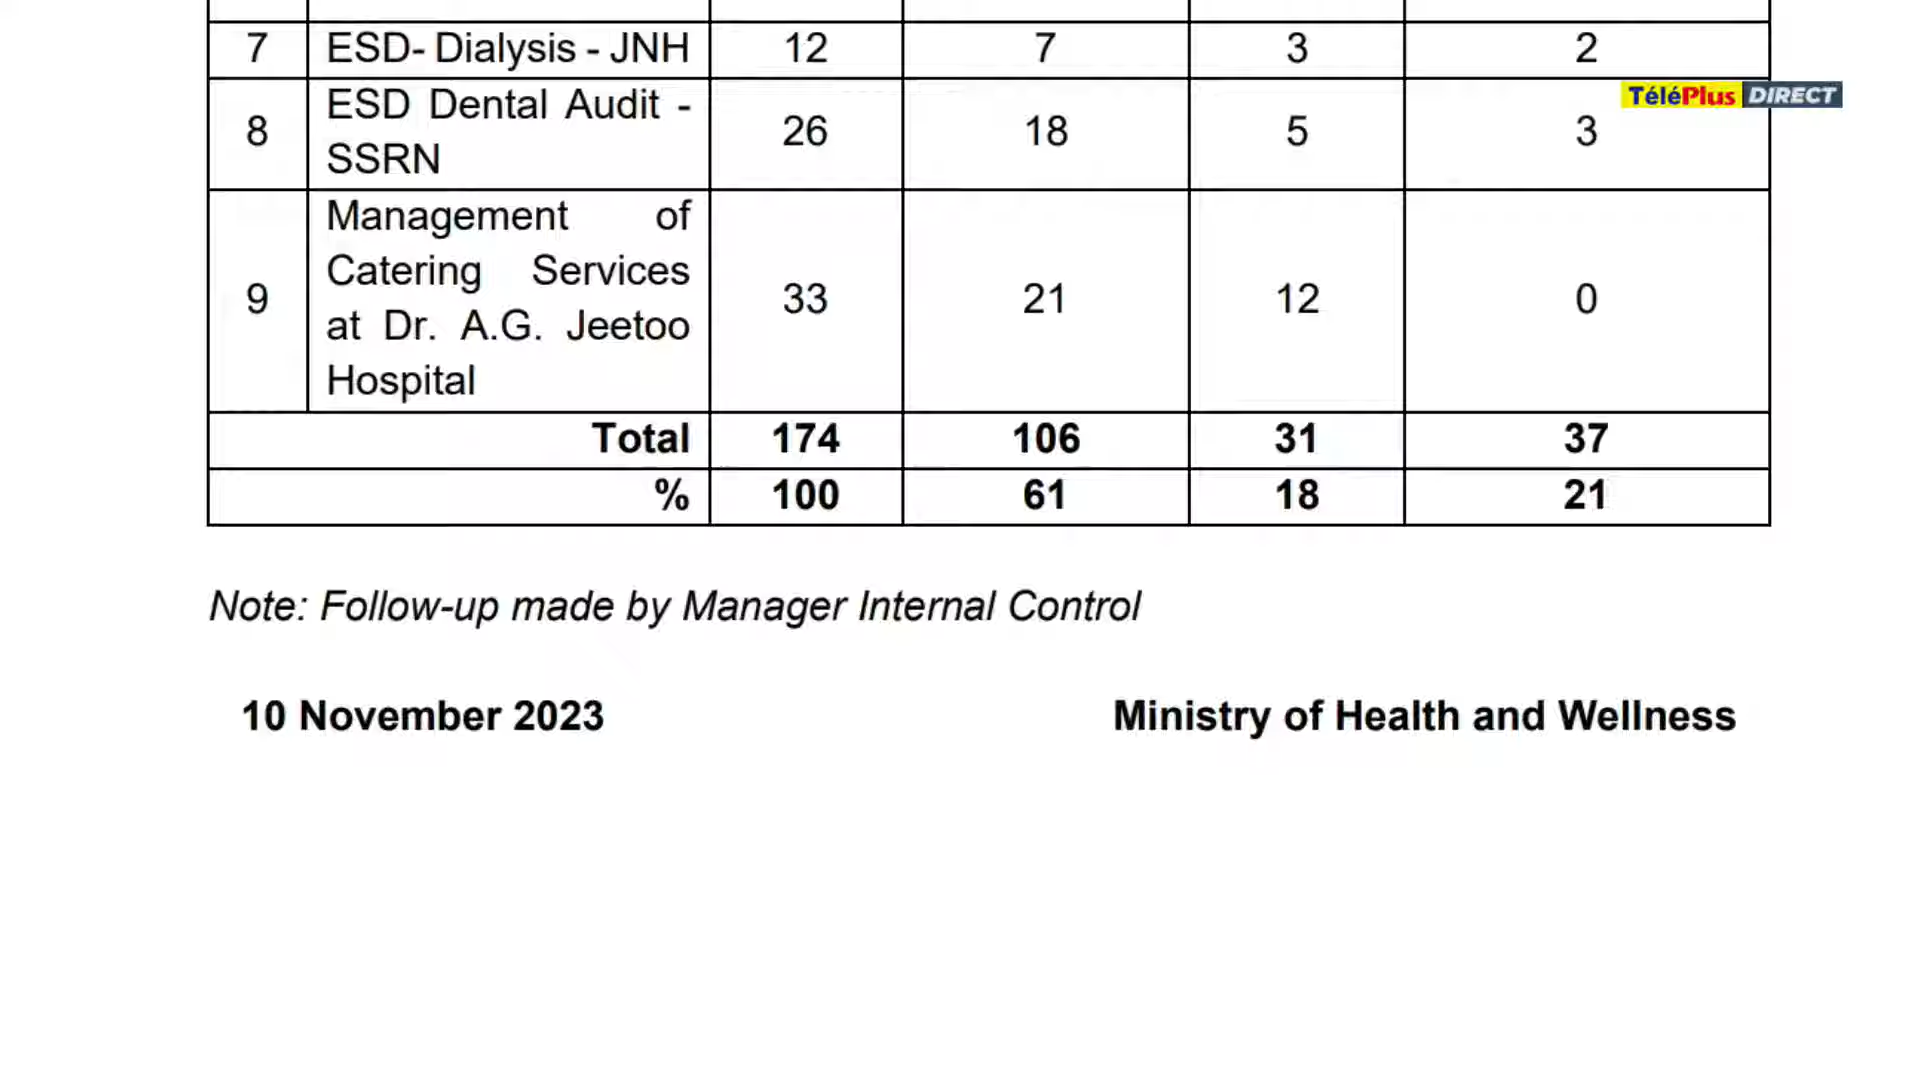 7 ESD- Dialysis - JNH 12 7 3 2
TéléPlus DIRECT
8 ESD Dental Audit - SSRN 26 18 5 3
9 Management of Catering Services at Dr. A.G. Jeetoo Hospital 33 21 12 0
Total 174 106 31 37
% 100 61 18 21
Note: Follow-up made by Manager Internal Control
10 November 2023 Ministry of Health and Wellness